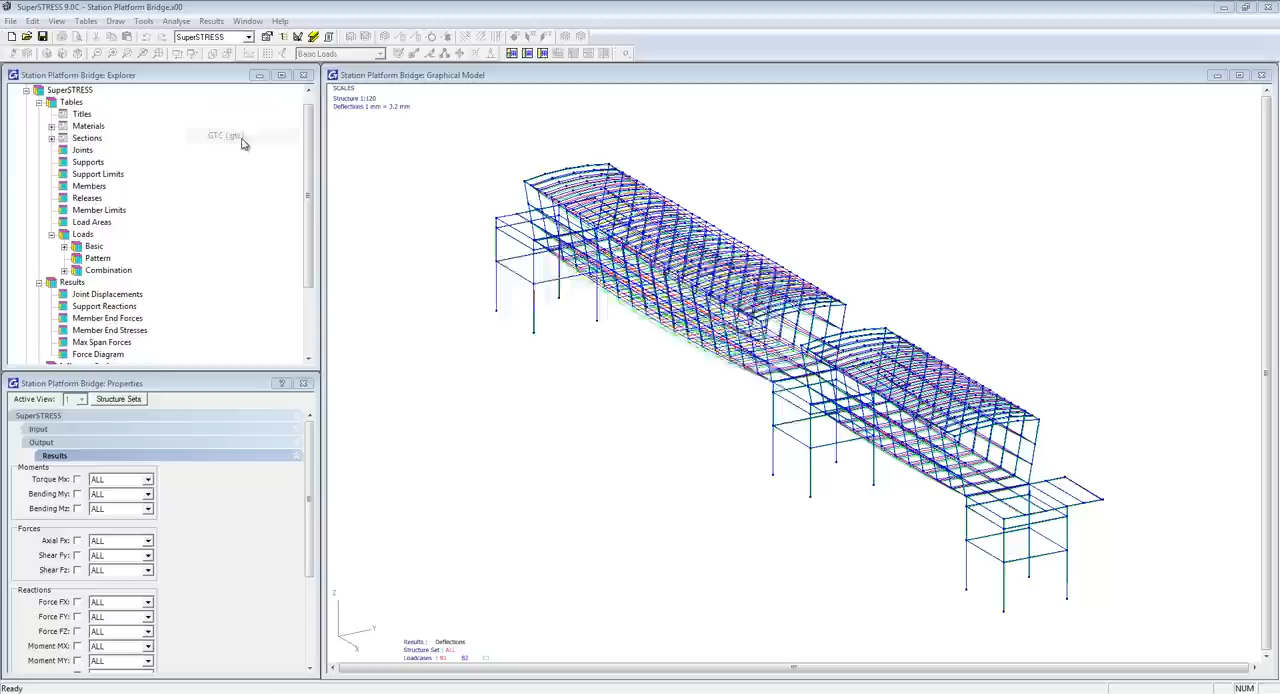 SuperSTRESS 9.0C - Station Platform Bridge.x00
File Edit View Tables Draw Tools Analyse Results Window Help
SuperSTRESS
Basic Loads
Station Platform Bridge: Explorer
SuperSTRESS
Tables
Titles
Materials
Sections
Joints
Supports
Support Limits
Members
Releases
Member Limits
Load Areas
Loads
Basic
Pattern
Combination
Results
Joint Displacements
Support Reactions
Member End Forces
Member End Stresses
Max Span Forces
Force Diagram
Station Platform Bridge: Properties
Active View: 1 Structure Sets
SuperSTRESS
Input
Output
Results
Moments
Torque Mx: ALL
Bending My: ALL
Bending Mz: ALL
Forces
Axial Fx: ALL
Shear Fy: ALL
Shear Fz: ALL
Reactions
Force FX: ALL
Force FY: ALL
Force FZ: ALL
Moment MX: ALL
Moment MY: ALL
Station Platform Bridge: Graphical Model
SCALES
Structure 1:120
Deflections 1 mm = 3.2 mm
Z
Y
X
Results : Deflections
Structure Set: ALL
Loadcases : B1 B2
Ready
NUM